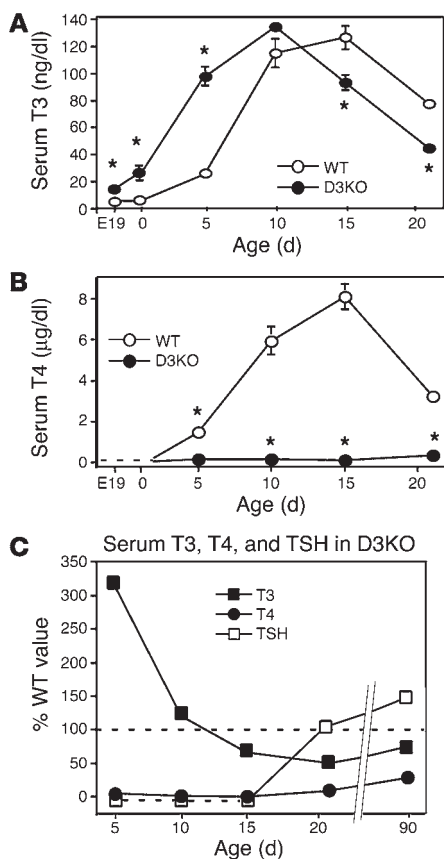 A
140
120
100
80
60
40
20
0
Serum T3 (ng/dl)
*
*
*
*
*
WT
D3KO
E19 0 5 10 15 20
Age (d)
B
8
6
4
2
0
Serum T4 (µg/dl)
WT
D3KO
*
*
*
*
E19 0 5 10 15 20
Age (d)
C
Serum T3, T4, and TSH in D3KO
350
300
250
200
150
100
50
0
% WT value
T3
T4
TSH
5 10 15 20 90
Age (d)